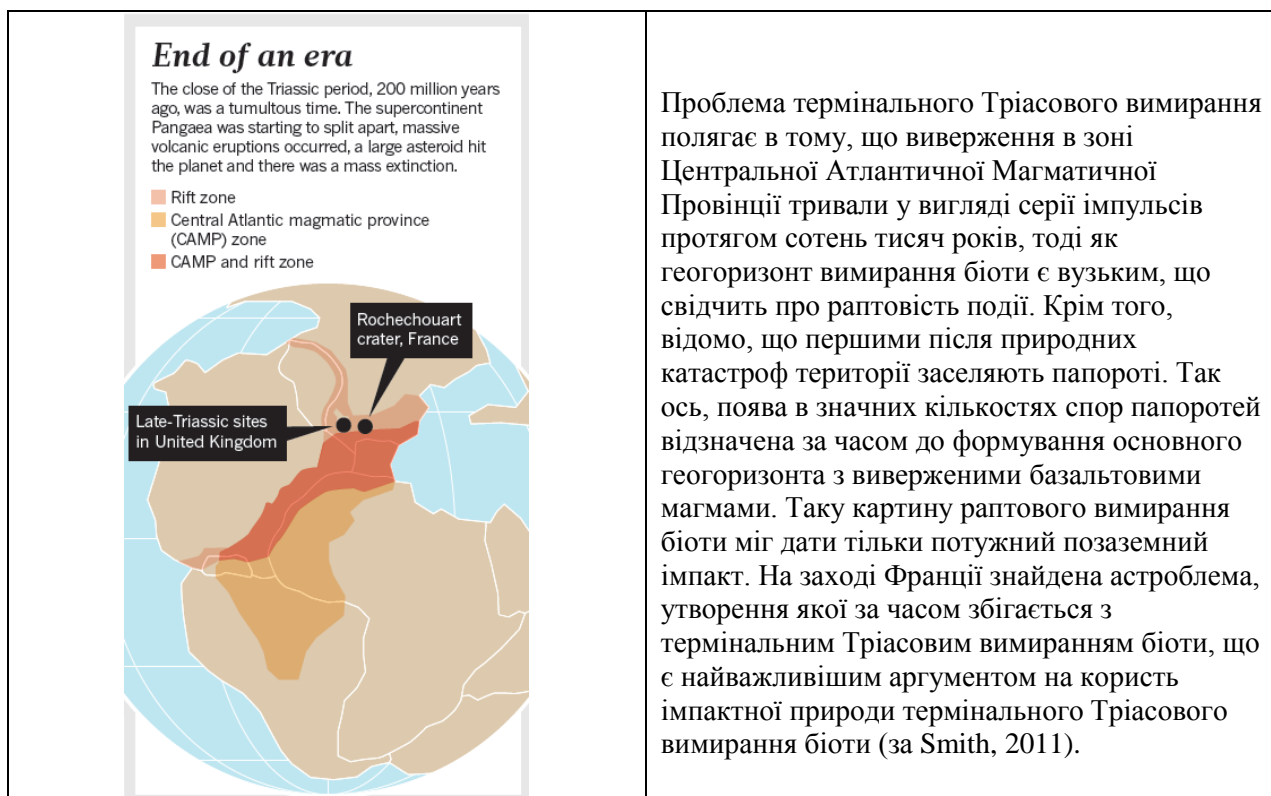 End of an era
The close of the Triassic period, 200 million years
ago, was a tumultous time. The supercontinent
Pangaea was starting to split apart, massive
volcanic eruptions occurred, a large asteroid hit
the planet and there was a mass extinction.
Rift zone
Central Atlantic magmatic province
(CAMP) zone
CAMP and rift zone
Rochechouart
crater, France
Late-Triassic sites
in United Kingdom
Проблема термінального Тріасового вимирання
полягає в тому, що виверження в зоні
Центральної Атлантичної Магматичної
Провінції тривали у вигляді серії імпульсів
протягом сотень тисяч років, тоді як
геогоризонт вимирання біоти є вузьким, що
свідчить про раптовість події. Крім того,
відомо, що першими після природних
катастроф території заселяють папороті. Так
ось, поява в значних кількостях спор папоротей
відзначена за часом до формування основного
геогоризонта з виверженими базальтовими
магмами. Таку картину раптового вимирання
біоти міг дати тільки потужний позаземний
імпакт. На заході Франції знайдена астроблема,
утворення якої за часом збігається з
термінальним Тріасовим вимиранням біоти, що
є найважливішим аргументом на користь
імпактної природи термінального Тріасового
вимирання біоти (за Smith, 2011).